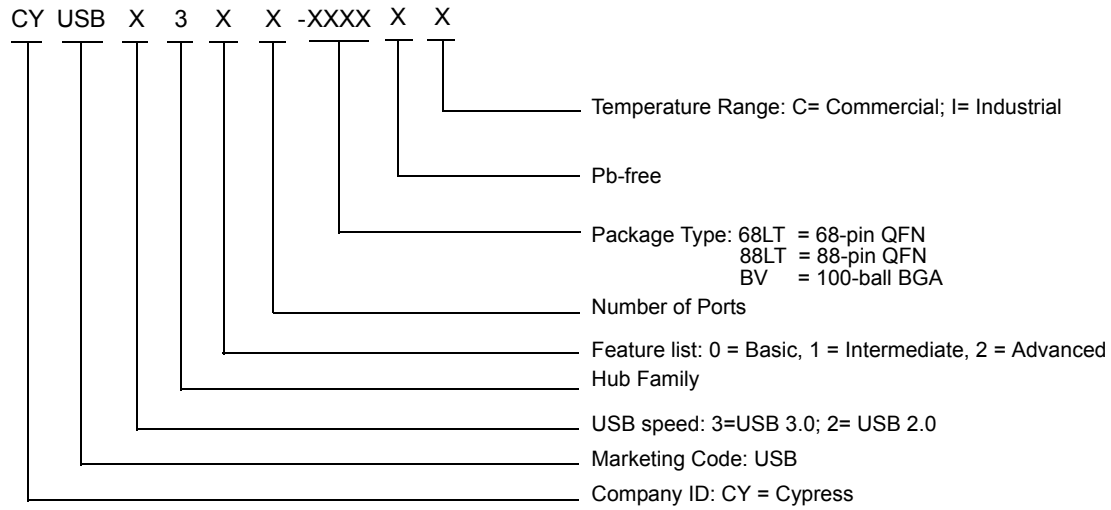 CY USB X 3 X X -XXXX X X
Temperature Range: C= Commercial; I= Industrial
Pb-free
Package Type: 68LT = 68-pin QFN
88LT = 88-pin QFN
BV = 100-ball BGA
Number of Ports
Feature list: 0 = Basic, 1 = Intermediate, 2 = Advanced
Hub Family
USB speed: 3=USB 3.0; 2= USB 2.0
Marketing Code: USB
Company ID: CY = Cypress